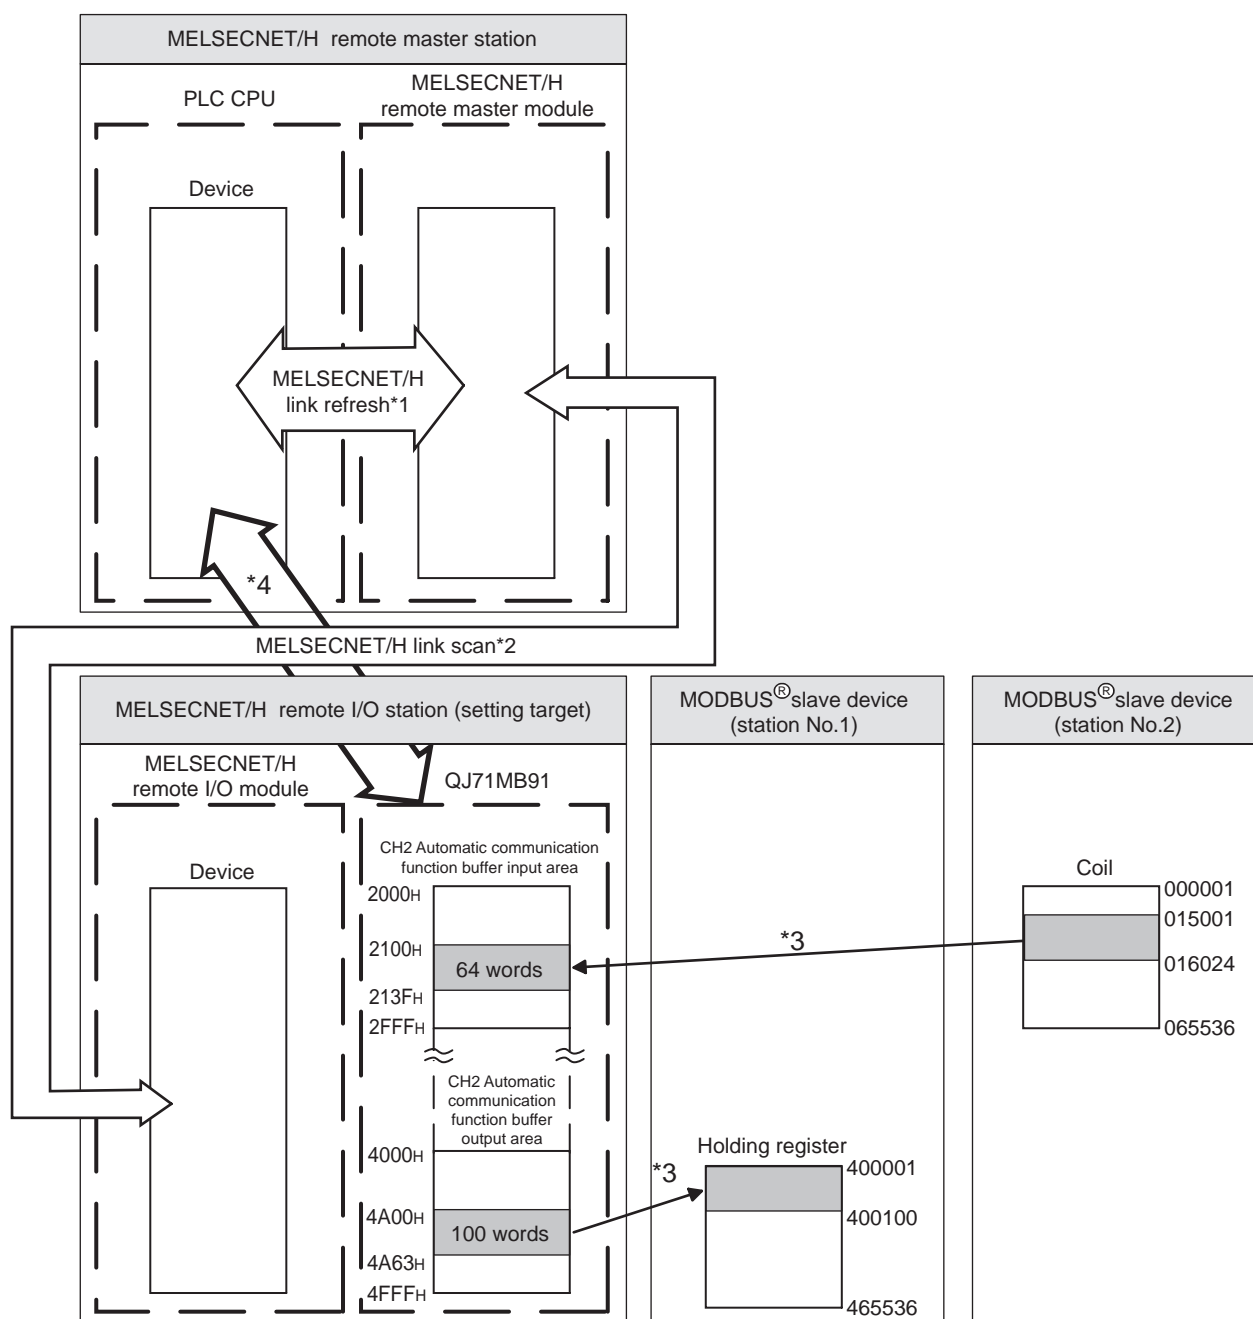 MELSECNET/H remote master station
PLC CPU
MELSECNET/H
remote master module
Device
MELSECNET/H
link refresh*1
*4
MELSECNET/H link scan*2
MELSECNET/H remote I/O station (setting target)
MELSECNET/H
remote I/O module
QJ71MB91
Device
CH2 Automatic communication
function buffer input area
2000H
2100H
64 words
213FH
2FFFH
CH2 Automatic
communication
function buffer
output area
4000H
4A00H
100 words
4A63H
4FFFH
MODBUS® slave device
(station No.1)
*3
*3
Holding register
400001
400100
465536
MODBUS® slave device
(station No.2)
Coil
000001
015001
016024
065536